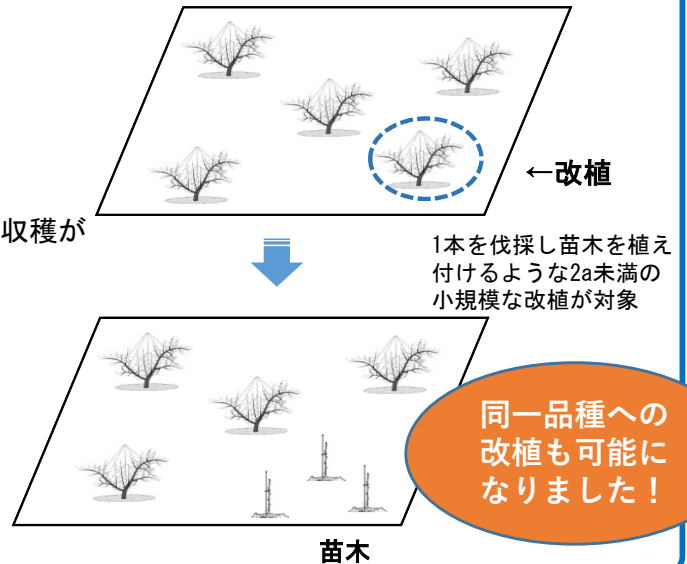 ←改植
収穫が
1本を伐採し苗木を植え
付けるような2a未満の
小規模な改植が対象
同一品種への
改植も可能に
なりました！
苗木